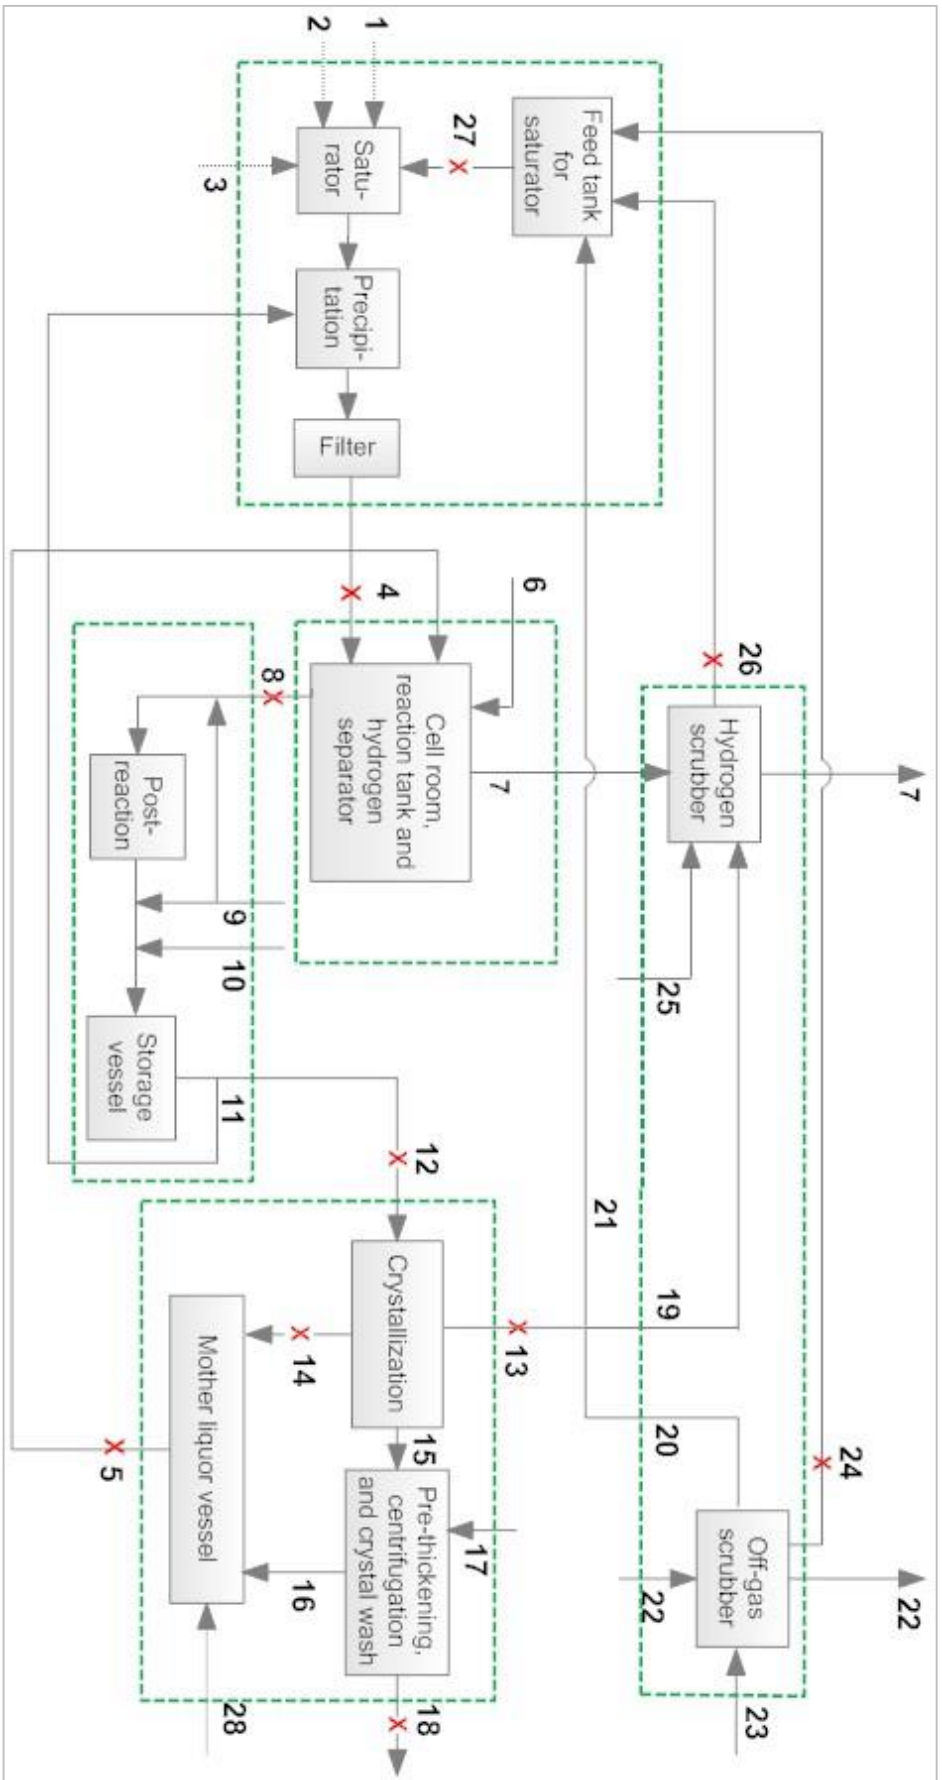 1
2
3
27
Feed tank
for
saturator
Satu-
rator
Precipi-
tation
Filter
4
5
6
Cell room,
reaction tank and
hydrogen
separator
7
8
Post-
reaction
9
10
Storage
vessel
11
12
Crystallization
13
14
15
Pre-thickening,
centrifugation
and crystal wash
16
17
18
Mother liquor vessel
28
26
Hydrogen
scrubber
7
25
19
20
21
24
Off-gas
scrubber
22
22
23
X
X
X
X
X
X
X
X
X
X